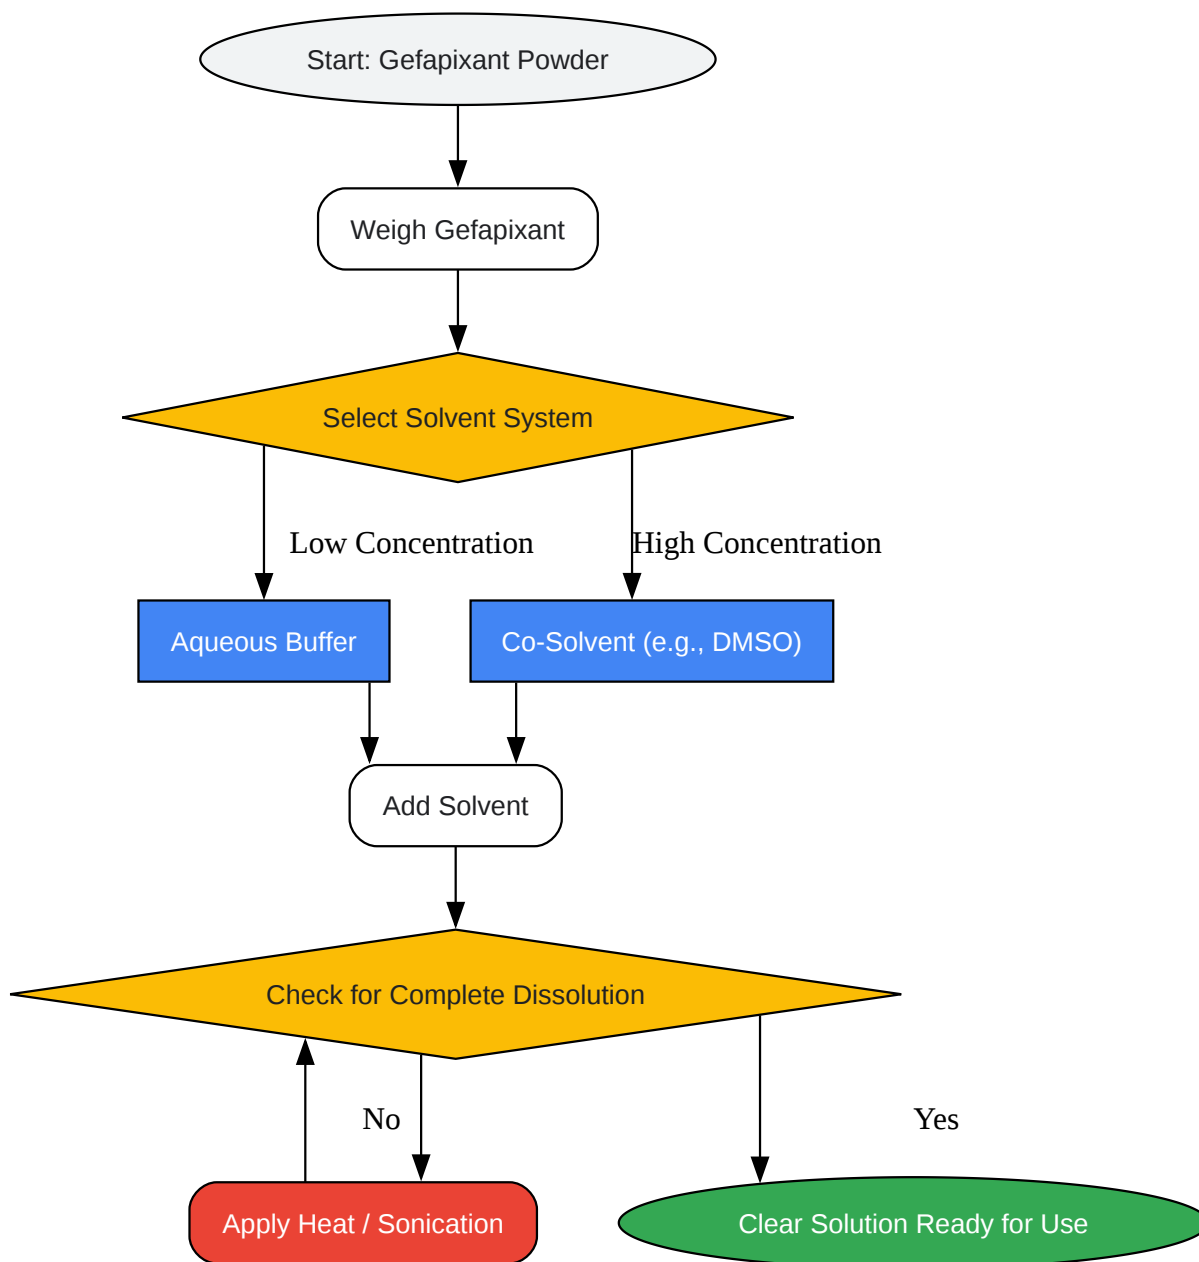 Start: Gefapixant Powder
Weigh Gefapixant
Select Solvent System
Low Concentration
High Concentration
Aqueous Buffer
Co-Solvent (e.g., DMSO)
Add Solvent
Check for Complete Dissolution
No
Yes
Apply Heat / Sonication
Clear Solution Ready for Use